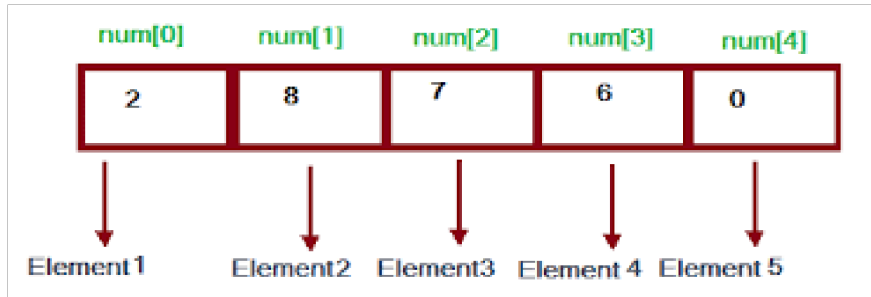 num[0] num[1] num[2] num[3] num[4]
2 8 7 6 0
Element1 Element2 Element3 Element 4 Element 5